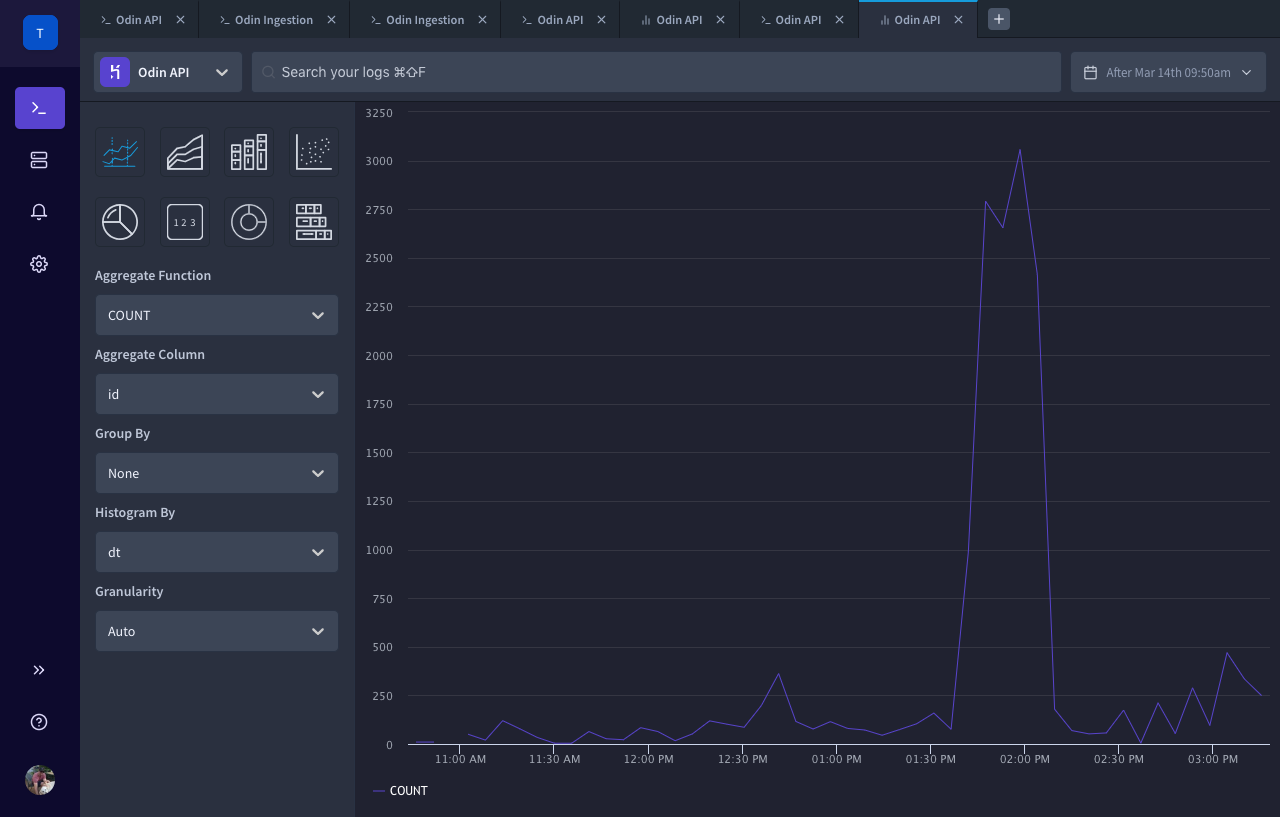 T
Odin API
Odin Ingestion
Odin Ingestion
Odin API
Odin API
Odin API
Odin API
Odin API
Search your logs ⌘⇧F
After Mar 14th 09:50am
1 2 3
Aggregate Function
COUNT
Aggregate Column
id
Group By
None
Histogram By
dt
Granularity
Auto
3250
3000
2750
2500
2250
2000
1750
1500
1250
1000
750
500
250
0
11:00 AM
11:30 AM
12:00 PM
12:30 PM
01:00 PM
01:30 PM
02:00 PM
02:30 PM
03:00 PM
COUNT